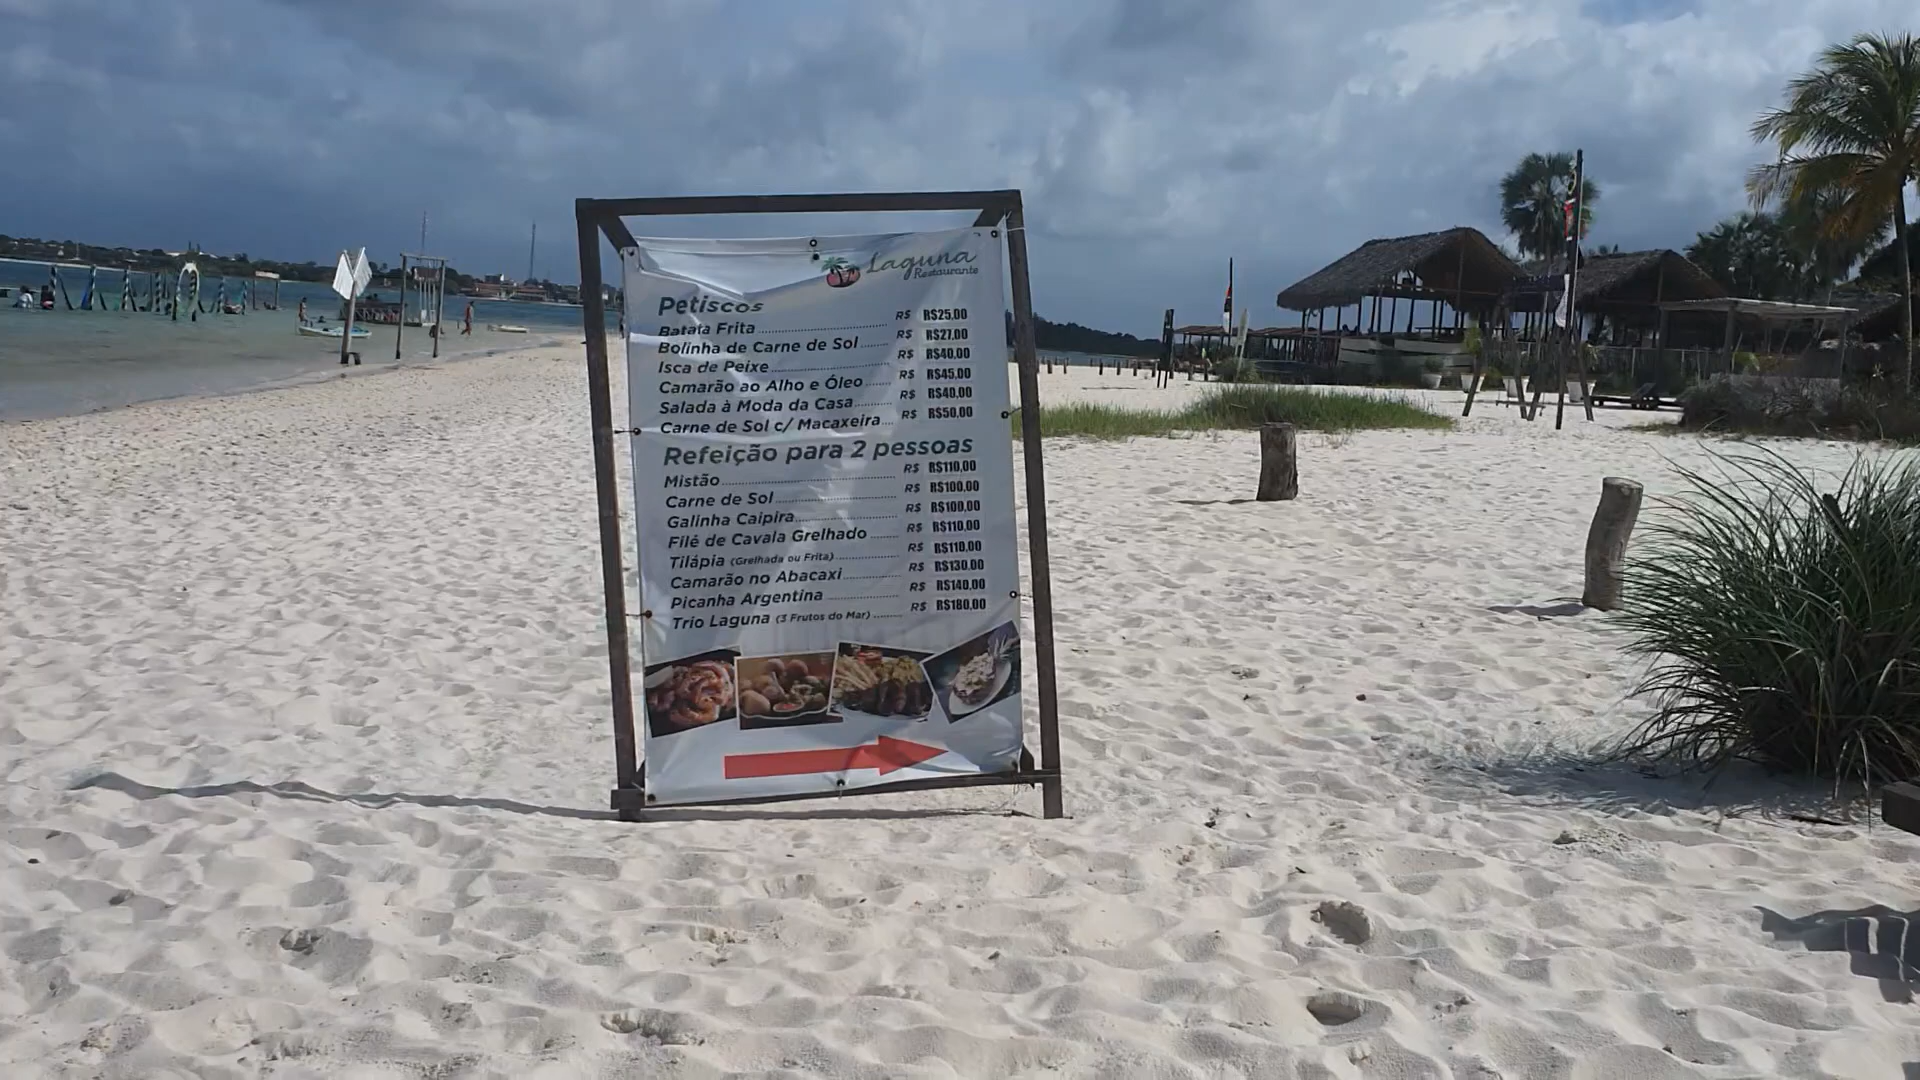 Laguna
Restaurante
Petiscos
Batata Frita R$ R$25,00
Bolinha de Carne de Sol R$ R$27,00
Isca de Peixe R$ R$40,00
Camarão ao Alho e Óleo R$ R$45,00
Salada à Moda da Casa R$ R$40,00
Carne de Sol c/ Macaxeira R$ R$50,00
Refeição para 2 pessoas
Mistão R$ R$110,00
Carne de Sol R$ R$100,00
Galinha Caipira R$ R$100,00
Filé de Cavala Grelhado R$ R$110,00
Tilápia (Grelhada ou Frita) R$ R$110,00
Camarão no Abacaxi R$ R$130,00
Picanha Argentina R$ R$140,00
Trio Laguna (3 Frutos do Mar) R$ R$180,00